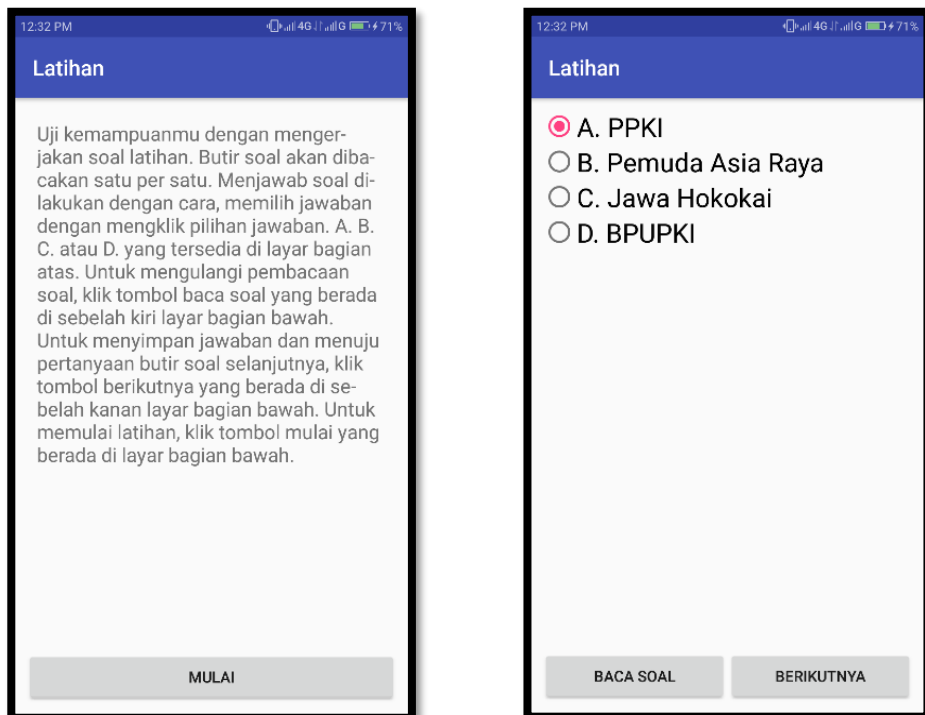 12:32 PM 4G G 71%
Latihan
Uji kemampuanmu dengan menger-
jakan soal latihan. Butir soal akan diba-
cakan satu per satu. Menjawab soal di-
lakukan dengan cara, memilih jawaban
dengan mengklik pilihan jawaban. A. B.
C. atau D. yang tersedia di layar bagian
atas. Untuk mengulangi pembacaan
soal, klik tombol baca soal yang berada
di sebelah kiri layar bagian bawah.
Untuk menyimpan jawaban dan menuju
pertanyaan butir soal selanjutnya, klik
tombol berikutnya yang berada di se-
belah kanan layar bagian bawah. Untuk
memulai latihan, klik tombol mulai yang
berada di layar bagian bawah.
MULAI
12:32 PM 4G G 71%
Latihan
A. PPKI
B. Pemuda Asia Raya
C. Jawa Hokokai
D. BPUPKI
BACA SOAL BERIKUTNYA